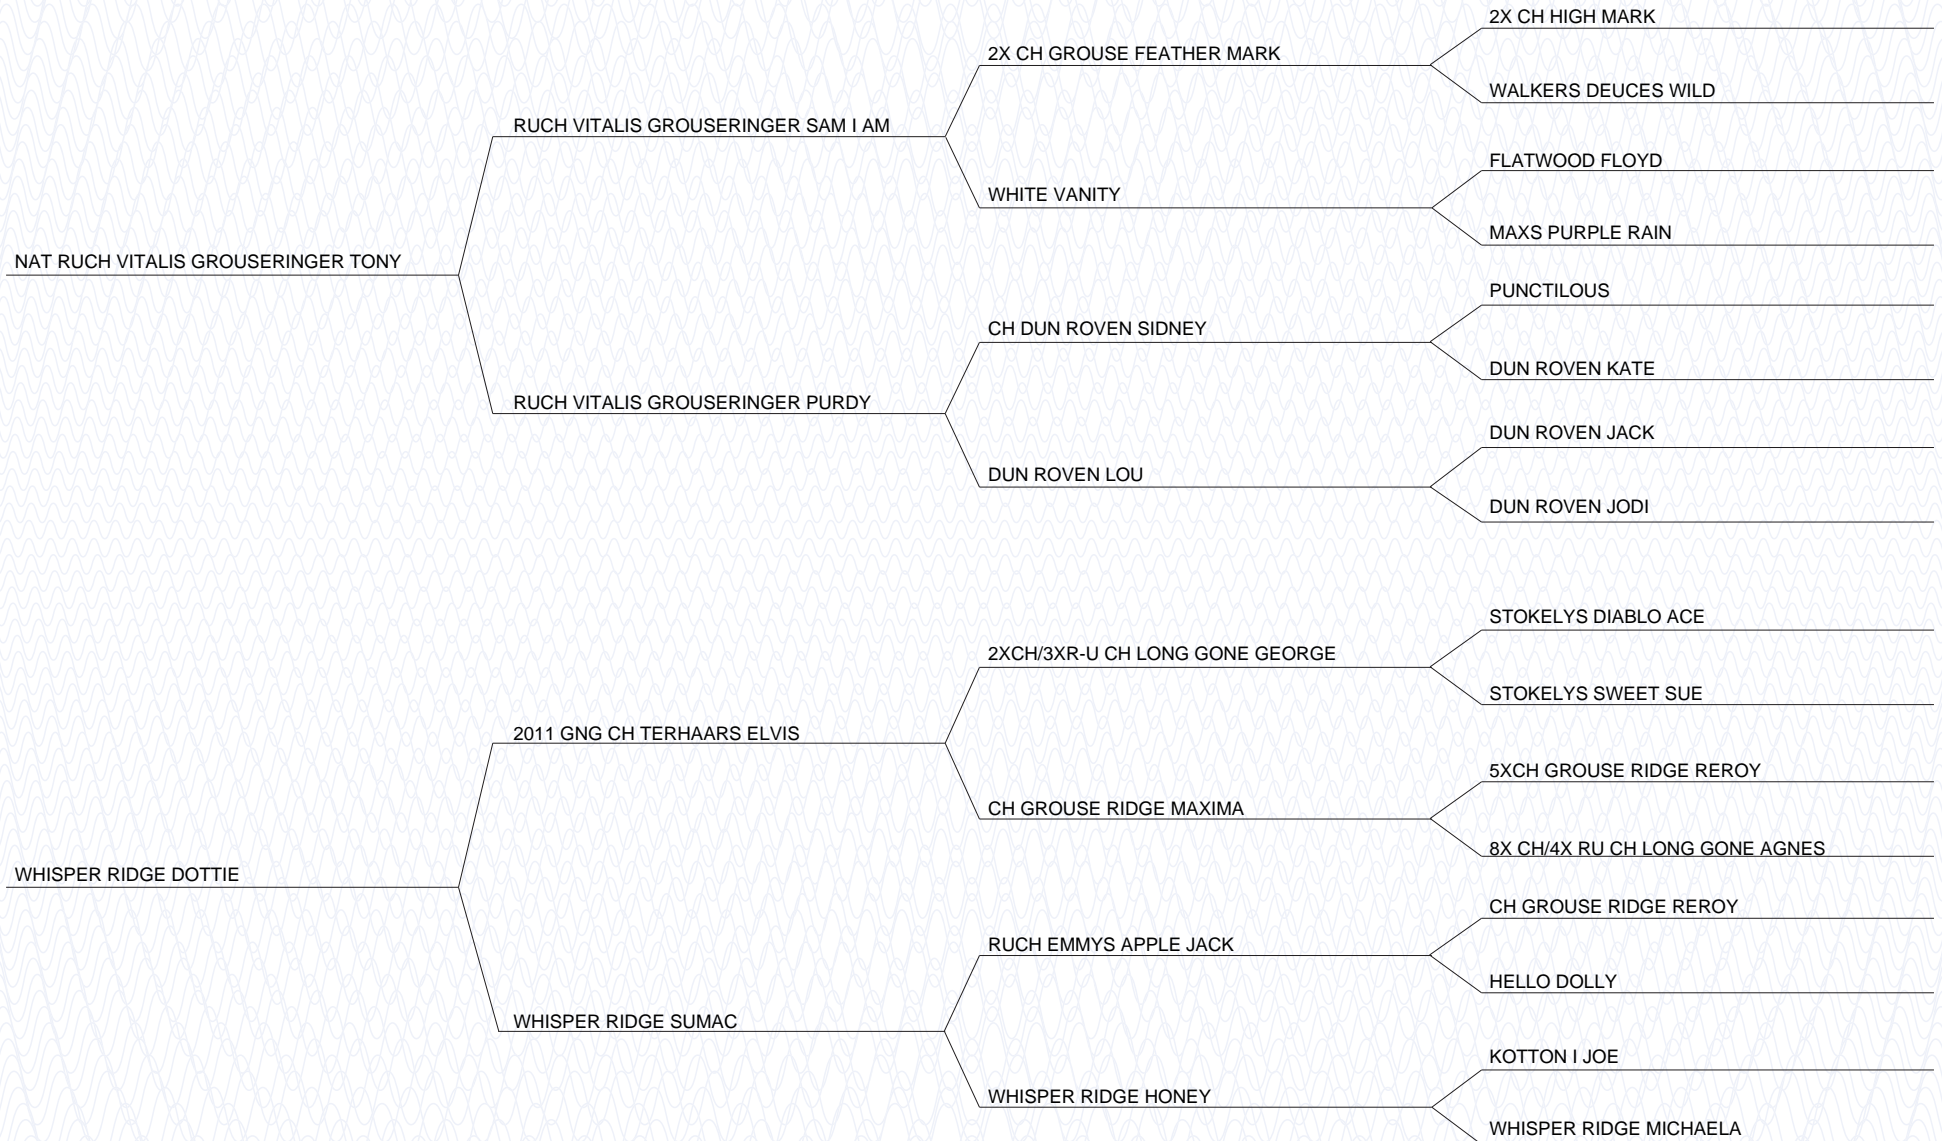 2X CH HIGH MARK
2X CH GROUSE FEATHER MARK
WALKERS DEUCES WILD
RUCH VITALIS GROUSERINGER SAM I AM
FLATWOOD FLOYD
WHITE VANITY
MAXS PURPLE RAIN
NAT RUCH VITALIS GROUSERINGER TONY
PUNCTILOUS
CH DUN ROVEN SIDNEY
DUN ROVEN KATE
RUCH VITALIS GROUSERINGER PURDY
DUN ROVEN JACK
DUN ROVEN LOU
DUN ROVEN JODI
STOKELYS DIABLO ACE
2XCH/3XR-U CH LONG GONE GEORGE
STOKELYS SWEET SUE
2011 GNG CH TERHAARS ELVIS
5XCH GROUSE RIDGE REROY
CH GROUSE RIDGE MAXIMA
8X CH/4X RU CH LONG GONE AGNES
WHISPER RIDGE DOTTIE
CH GROUSE RIDGE REROY
RUCH EMMYS APPLE JACK
HELLO DOLLY
WHISPER RIDGE SUMAC
KOTTON I JOE
WHISPER RIDGE HONEY
WHISPER RIDGE MICHAELA